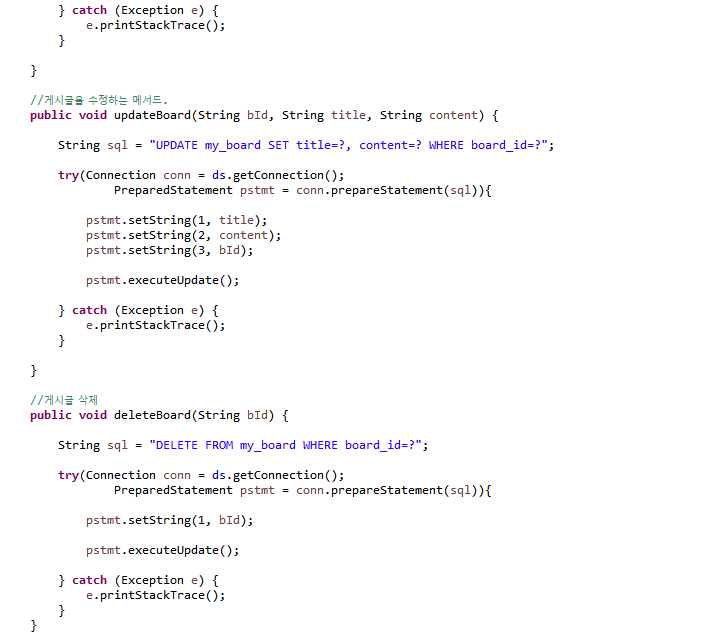 } catch (Exception e) {
e.printStackTrace();
}
}
//게시글을 수정하는 메서드.
public void updateBoard(String bId, String title, String content) {
String sql = "UPDATE my_board SET title=?, content=? WHERE board_id=?";
try(Connection conn = ds.getConnection();
PreparedStatement pstmt = conn.prepareStatement(sql)){
pstmt.setString(1, title);
pstmt.setString(2, content);
pstmt.setString(3, bId);
pstmt.executeUpdate();
} catch (Exception e) {
e.printStackTrace();
}
}
//게시글 삭제
public void deleteBoard(String bId) {
String sql = "DELETE FROM my_board WHERE board_id=?";
try(Connection conn = ds.getConnection();
PreparedStatement pstmt = conn.prepareStatement(sql)){
pstmt.setString(1, bId);
pstmt.executeUpdate();
} catch (Exception e) {
e.printStackTrace();
}
}